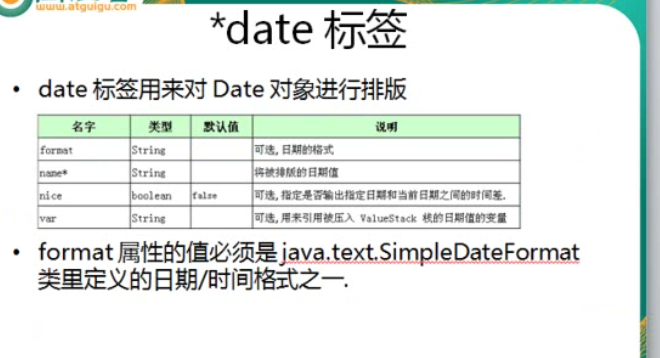 www.atguigu.com
*date 标签
• date 标签用来对 Date 对象进行排版
名字 类型 默认值 说明
format String 可选,日期的格式
name* String 将被排版的日期值
nice boolean false 可选,指定是否输出指定日期和当前日期之间的时间差.
var String 可选,用来引用被压入 ValueStack 栈的日期值的变量
• format 属性的值必须是 java.text.SimpleDateFormat
类里定义的日期/时间格式之一.